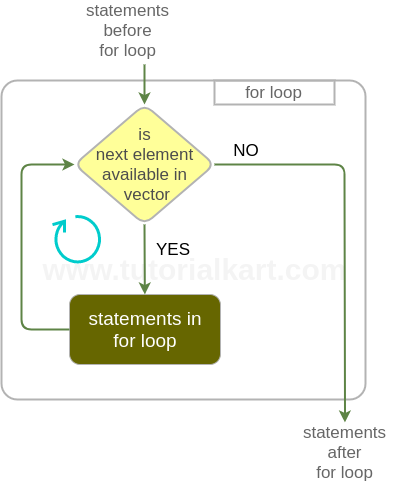 statements
before
for loop
for loop
is
next element
available in
vector
NO
YES
www.tutorialkart.com
statements in
for loop
statements
after
for loop